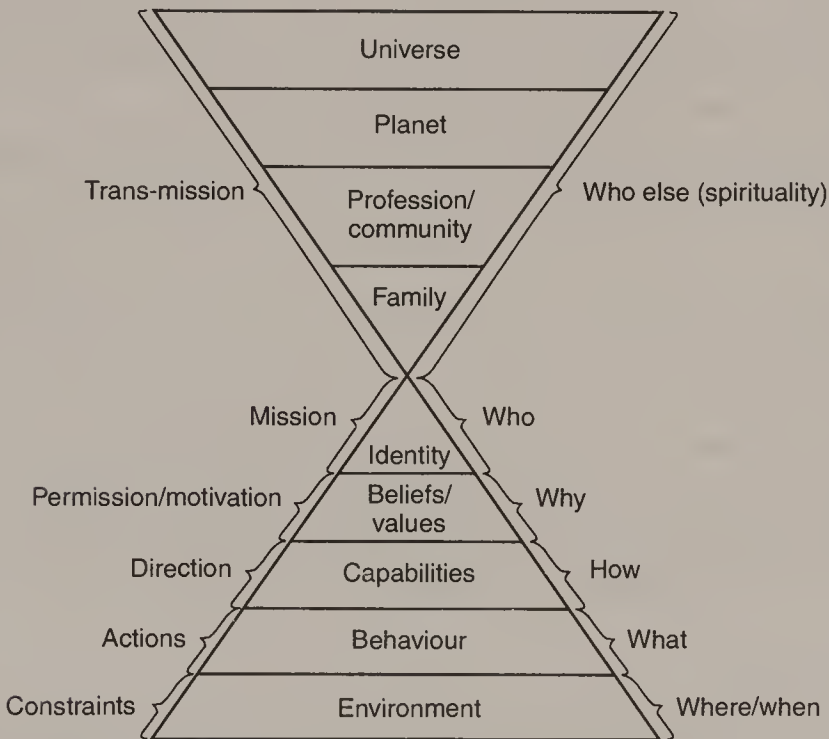 Universe
Planet
Trans-mission
Profession/
community
Who else (spirituality)
Family
Mission
Who
Identity
Permission/motivation
Beliefs/
values
Why
Direction
Capabilities
How
Actions
Behaviour
What
Constraints
Environment
Where/when